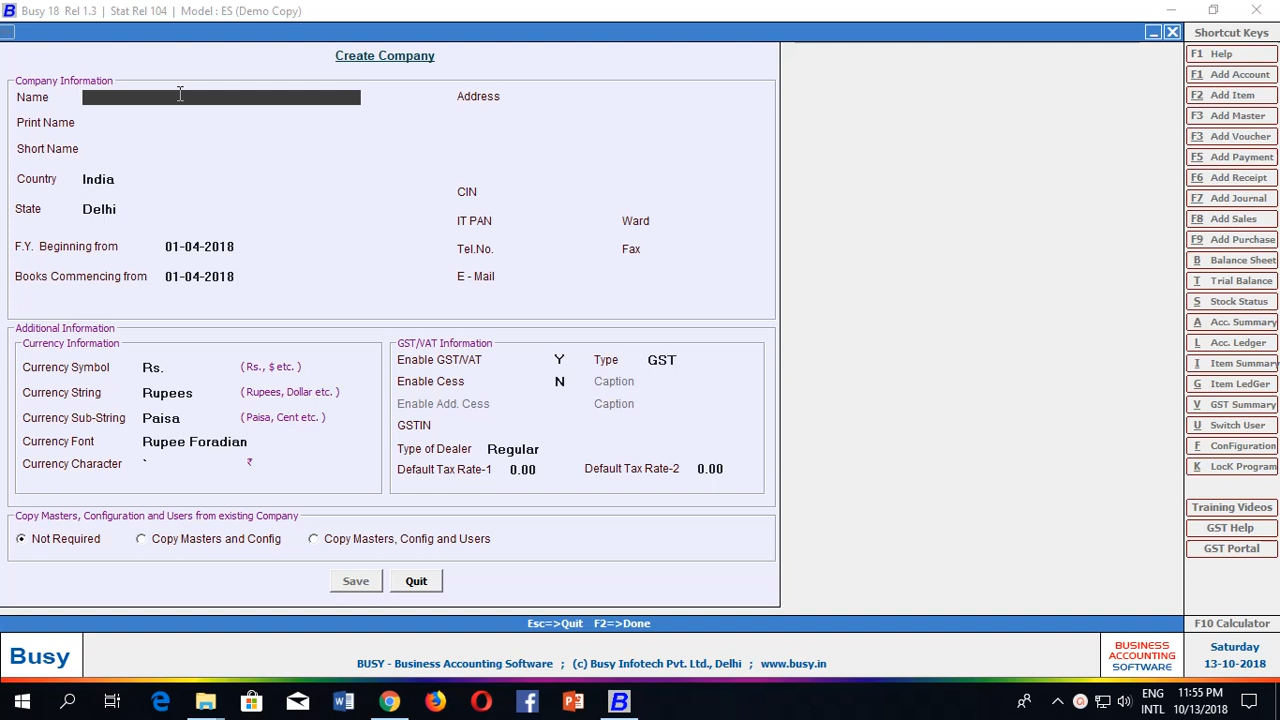 Busy 18 Rel 1.3 | Stat Rel 104 | Model : ES (Demo Copy)
Create Company
Company Information
Name
Address
Print Name
Short Name
Country India
CIN
State Delhi
IT PAN Ward
F.Y. Beginning from 01-04-2018
Tel.No. Fax
Books Commencing from 01-04-2018
E - Mail
Additional Information
Currency Information
Currency Symbol Rs. ( Rs., $ etc. )
Currency String Rupees ( Rupees, Dollar etc. )
Currency Sub-String Paisa ( Paisa, Cent etc. )
Currency Font Rupee Foradian
Currency Character ` ₹
GST/VAT Information
Enable GST/VAT Y Type GST
Enable Cess N Caption
Enable Add. Cess Caption
GSTIN
Type of Dealer Regular
Default Tax Rate-1 0.00 Default Tax Rate-2 0.00
Copy Masters, Configuration and Users from existing Company
Not Required Copy Masters and Config Copy Masters, Config and Users
Save Quit
Esc=>Quit F2=>Done
Shortcut Keys
F1 Help
F1 Add Account
F2 Add Item
F3 Add Master
F3 Add Voucher
F5 Add Payment
F6 Add Receipt
F7 Add Journal
F8 Add Sales
F9 Add Purchase
B Balance Sheet
T Trial Balance
S Stock Status
A Acc. Summary
L Acc. Ledger
I Item Summary
G Item LedGer
V GST Summary
U Switch User
F ConFiguration
K LocK Program
Training Videos
GST Help
GST Portal
F10 Calculator
Busy
BUSY - Business Accounting Software ; (c) Busy Infotech Pvt. Ltd., Delhi ; www.busy.in
BUSINESS
ACCOUNTING
SOFTWARE
Saturday
13-10-2018
ENG
INTL
11:55 PM
10/13/2018